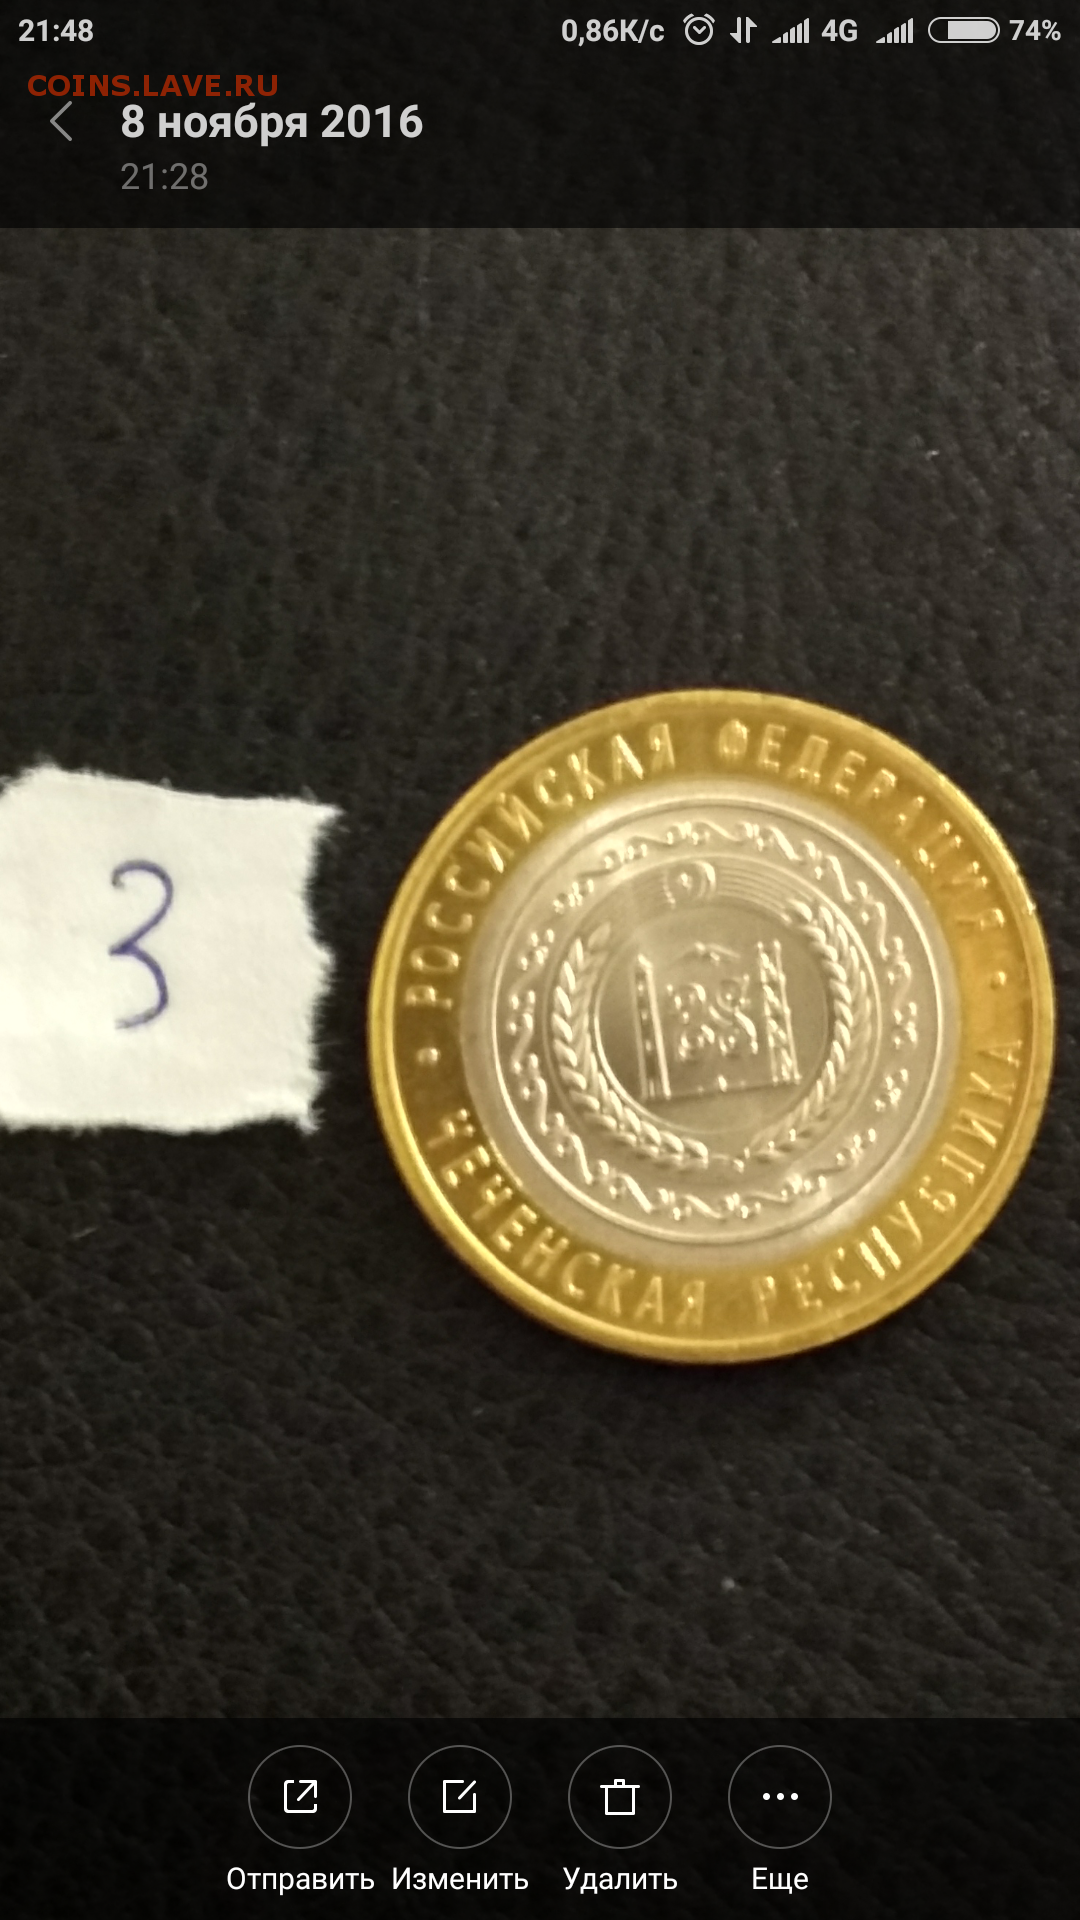 21:48
0,86K/c
4G
74%
COINS.LAVE.RU
8 ноября 2016
21:28
3
• РОССИЙСКАЯ ФЕДЕРАЦИЯ •
ЧЕЧЕНСКАЯ РЕСПУБЛИКА
Отправить
Изменить
Удалить
Еще